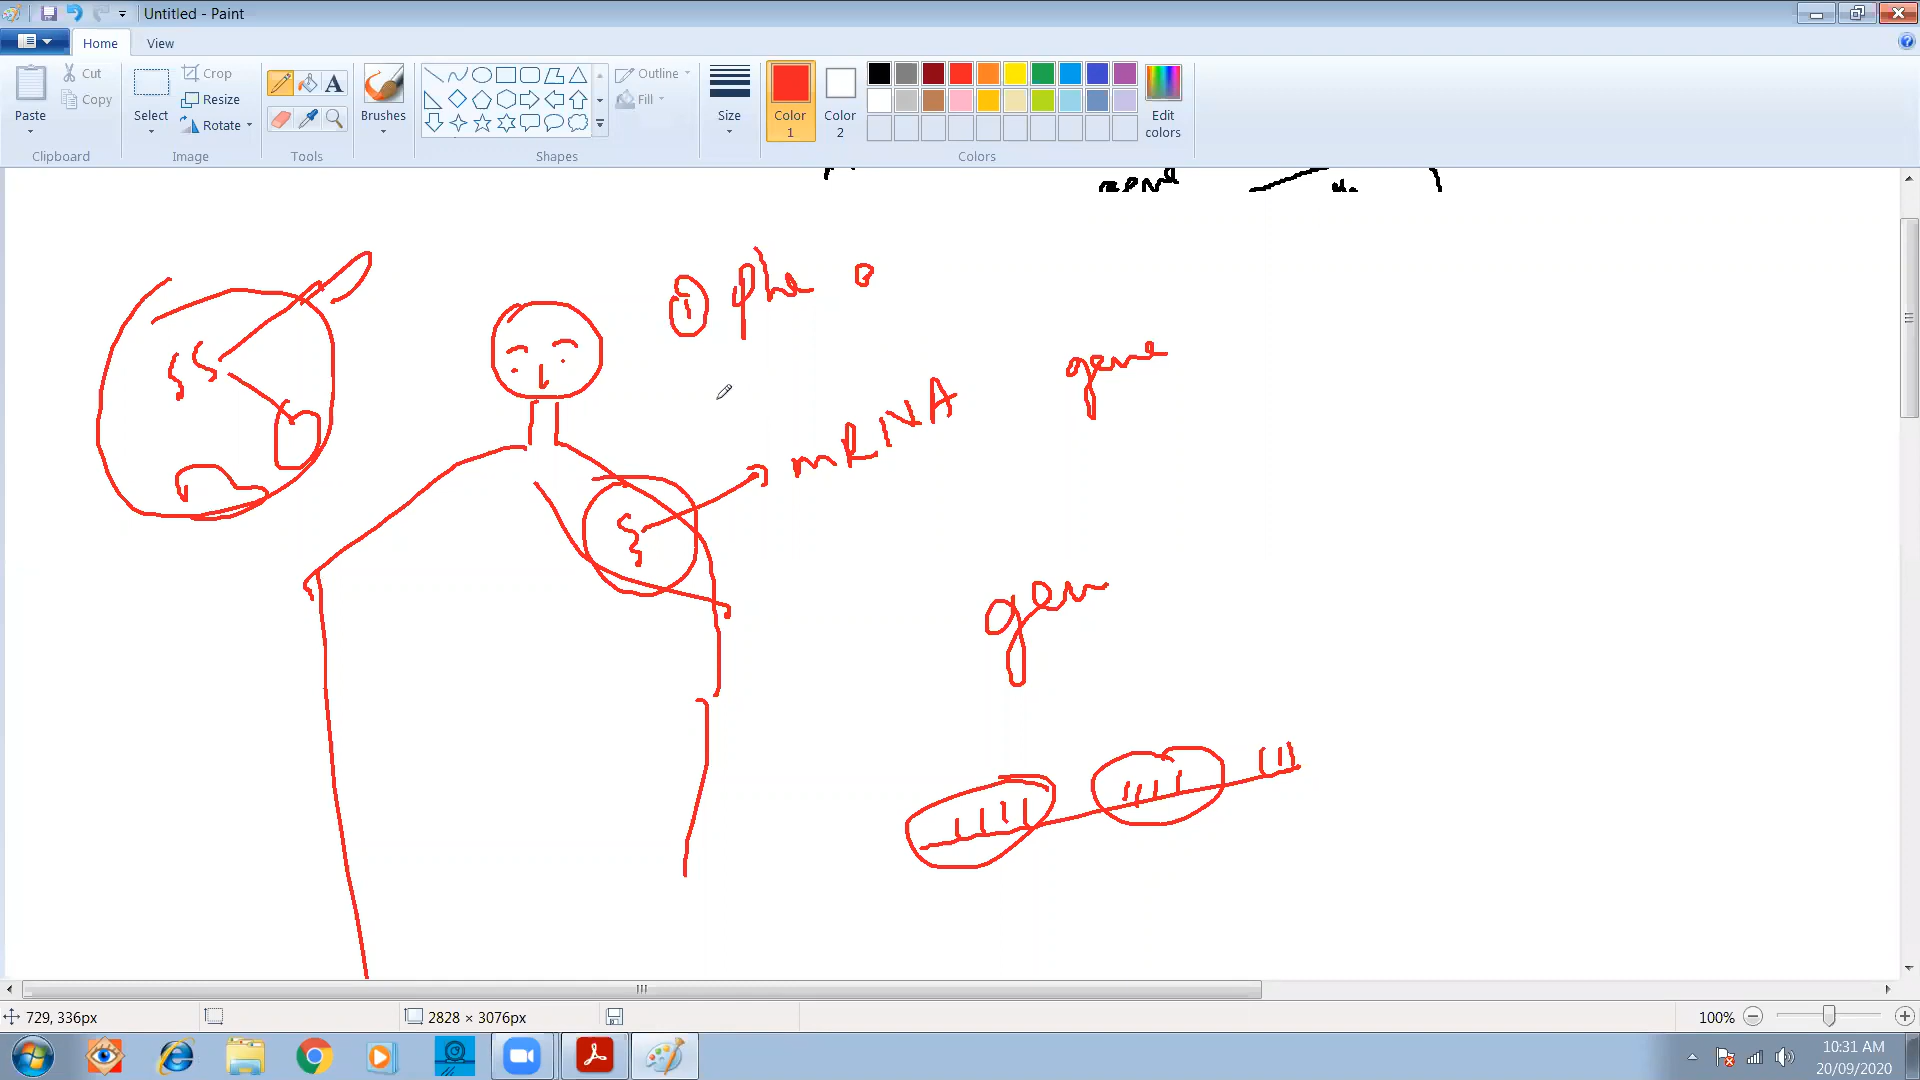 Untitled - Paint
Home View
Paste
Cut
Copy
Clipboard
Select
Crop
Resize
Rotate
Image
Tools
Brushes
Shapes
Outline
Fill
Size
Color 1
Color 2
Edit colors
Colors
① phe
gene
mRNA
gen
729, 336px
2828 × 3076px
100%
10:31 AM
20/09/2020